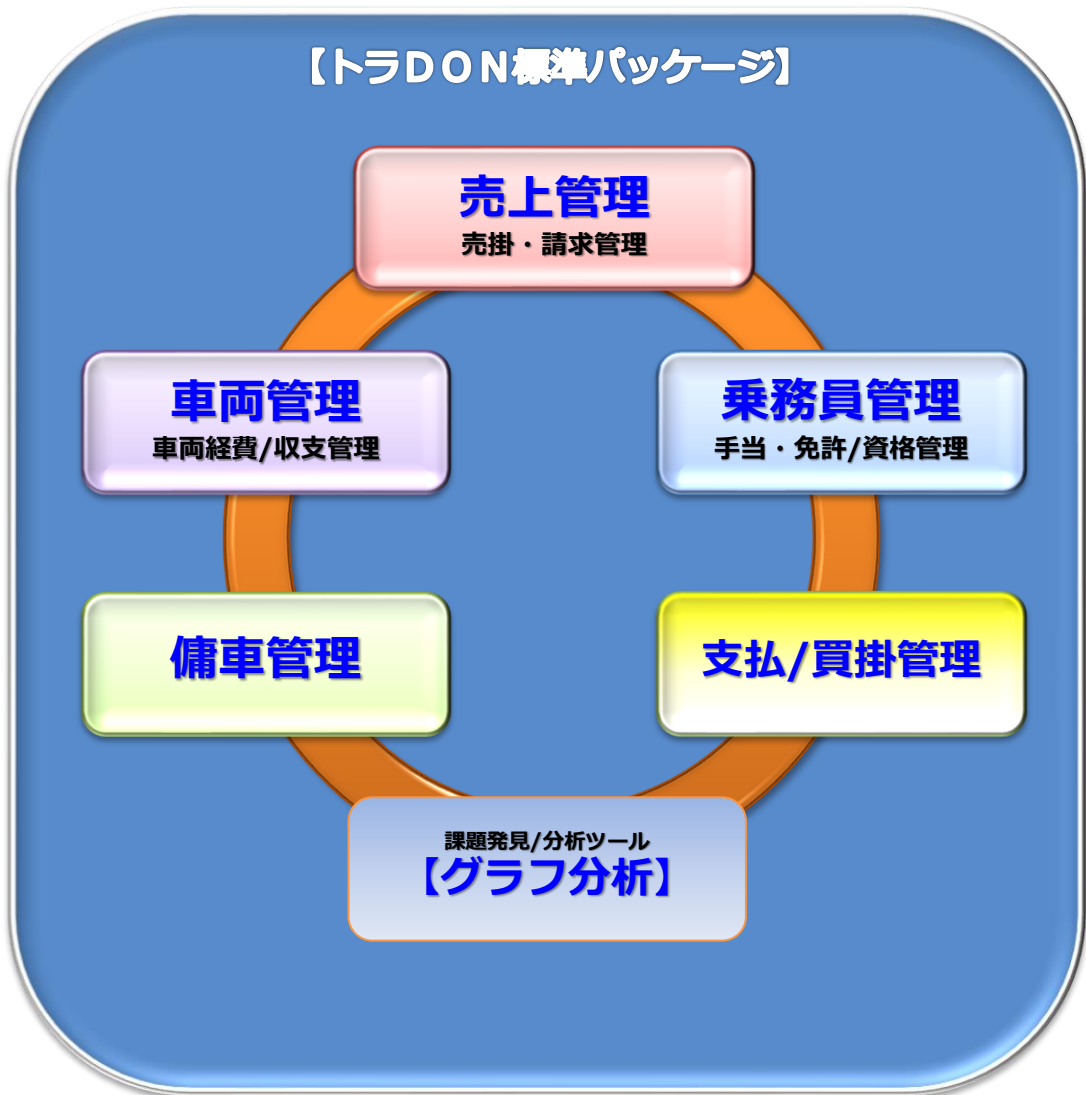 【トラＤＯＮ標準パッケージ】
売上管理
売掛・請求管理
車両管理
車両経費/収支管理
乗務員管理
手当・免許/資格管理
傭車管理
支払/買掛管理
課題発見/分析ツール
【グラフ分析】